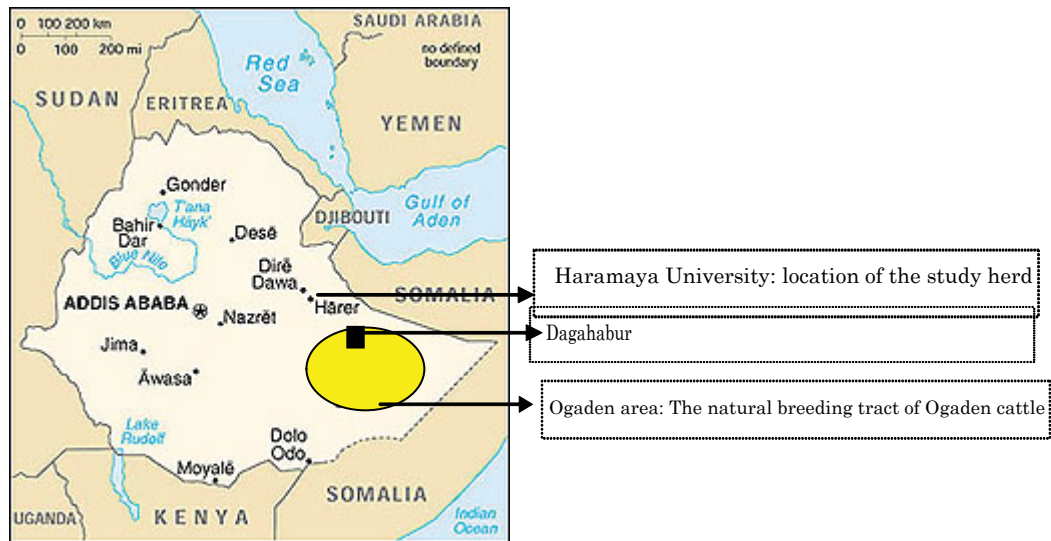 0 100 200 km
0 100 200 mi
SAUDI ARABIA
no defined
boundary
Red
Sea
SUDAN
ERITREA
YEMEN
Gonder
T'ana
Häyk'
Bahir
Dar
Blue Nile
Desē
DJIBOUTI
Gulf of
Aden
Dirē
Dawa
Hārer
SOMALIA
Haramaya University: location of the study herd
ADDIS ABABA
Nazrēt
Dagahabur
Jima
Āwasa
Ogaden area: The natural breeding tract of Ogaden cattle
Lake
Rudolf
Dolo
Odo
Moyalē
SOMALIA
UGANDA
KENYA
Indian
Ocean